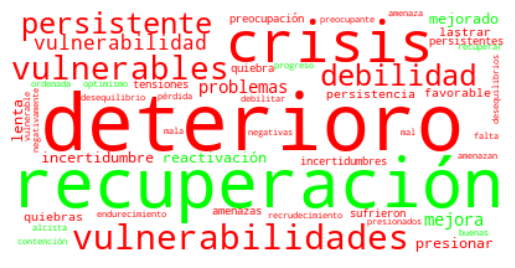 persistente
preocupación
preocupante
amenaza
mejorado
crisis
lastrar
vulnerabilidad
persistentes
recuperar
vulnerables
quiebra
progreso
debilidad
desequilibrios
ordenada
optimismo
tensiones
problemas
desequilibrio
pérdida
debilitar
persistencia
favorable
lenta
vulnerable
negativamente
deterioro
mala
negativas
mal
falta
incertidumbre
reactivación
incertidumbres
amenazan
recuperación
quiebras
endurecimiento
amenazas
recrudecimiento
sufrieron
presionados
mejora
alcista
contención
vulnerabilidades
buenas
presionar